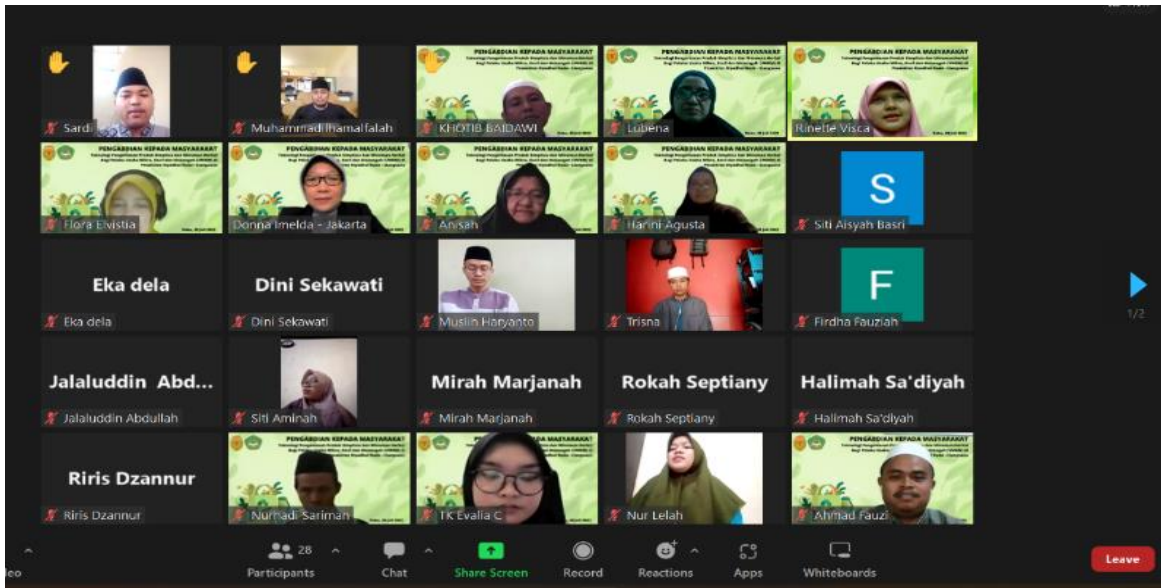 Sardi
Muhammadilhamalfalah
PENGABDIAN KEPADA MASYARAKAT
KHOTIB BAIDAWI
PENGABDIAN KEPADA MASYARAKAT
Lubena
PENGABDIAN KEPADA MASYARAKAT
Rinette Visca
PENGABDIAN KEPADA MASYARAKAT
Flora Elvistia
PENGABDIAN KEPADA MASYARAKAT
Donna Imelda - Jakarta
PENGABDIAN KEPADA MASYARAKAT
Anisah
PENGABDIAN KEPADA MASYARAKAT
Harini Agusta
S
Siti Aisyah Basri
Eka dela
Eka dela
Dini Sekawati
Dini Sekawati
Muslin Haryanto
Trisna
F
Firdha Fauziah
1/2
Jalaluddin Abd...
Jalaluddin Abdullah
Siti Aminah
Mirah Marjanah
Mirah Marjanah
Rokah Septiany
Rokah Septiany
Halimah Sa'diyah
Halimah Sa'diyah
Riris Dzannur
Riris Dzannur
PENGABDIAN KEPADA MASYARAKAT
Nurnadi Sariman
PENGABDIAN KEPADA MASYARAKAT
TK Evalia C
Nur Lelah
PENGABDIAN KEPADA MASYARAKAT
Ahmad Fauzi
28
Participants
Chat
Share Screen
Record
Reactions
Apps
Whiteboards
Leave